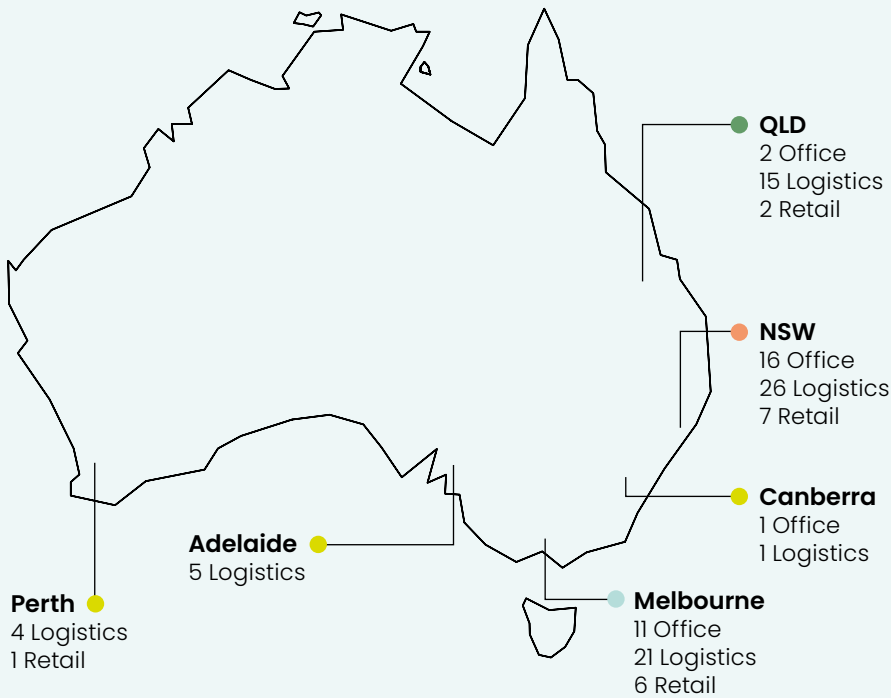 QLD
2 Office
15 Logistics
2 Retail
NSW
16 Office
26 Logistics
7 Retail
Canberra
1 Office
1 Logistics
Adelaide
5 Logistics
Perth
4 Logistics
1 Retail
Melbourne
11 Office
21 Logistics
6 Retail